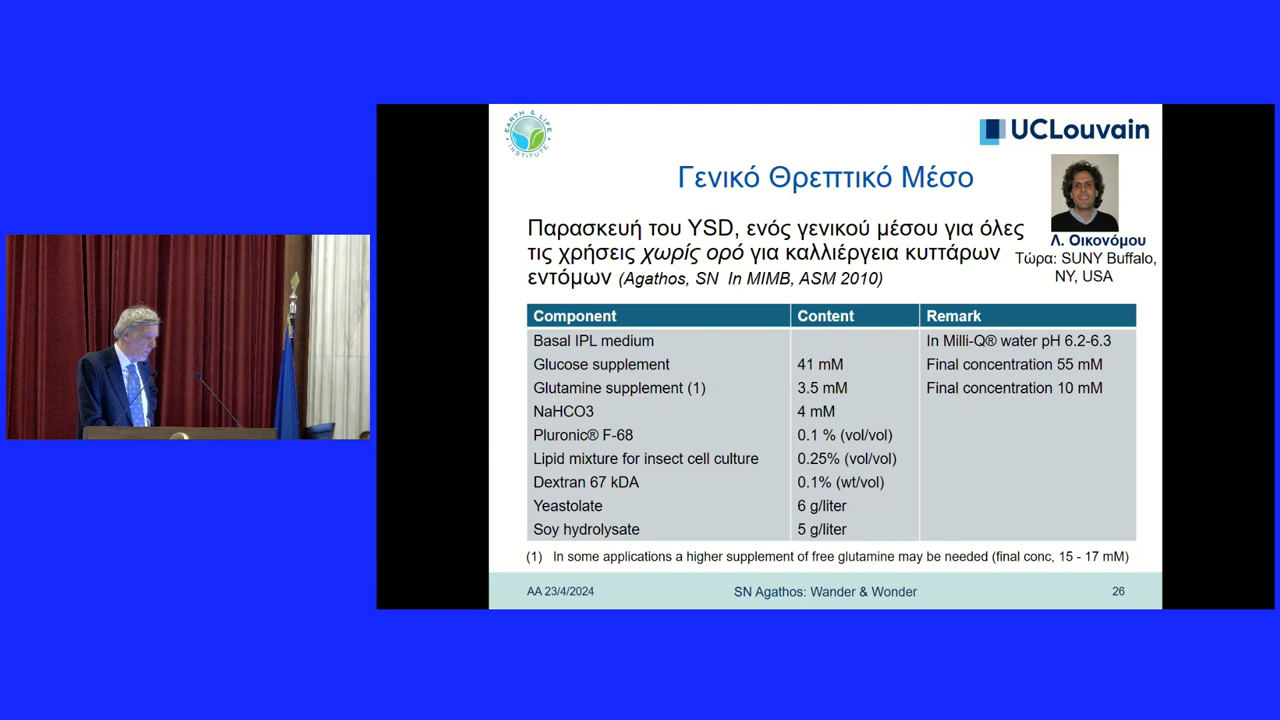 EARTH & LIFE
INSTITUTE
UCLouvain
Γενικό Θρεπτικό Μέσο
Παρασκευή του YSD, ενός γενικού μέσου για όλες
τις χρήσεις χωρίς ορό για καλλιέργεια κυττάρων
εντόμων (Agathos, SN In MIMB, ASM 2010)
Λ. Οικονόμου
Τώρα: SUNY Buffalo,
NY, USA
Component Content Remark
Basal IPL medium In Milli-Q® water pH 6.2-6.3
Glucose supplement 41 mM Final concentration 55 mM
Glutamine supplement (1) 3.5 mM Final concentration 10 mM
NaHCO3 4 mM
Pluronic® F-68 0.1 % (vol/vol)
Lipid mixture for insect cell culture 0.25% (vol/vol)
Dextran 67 kDA 0.1% (wt/vol)
Yeastolate 6 g/liter
Soy hydrolysate 5 g/liter
(1) In some applications a higher supplement of free glutamine may be needed (final conc, 15 - 17 mM)
AA 23/4/2024 SN Agathos: Wander & Wonder 26